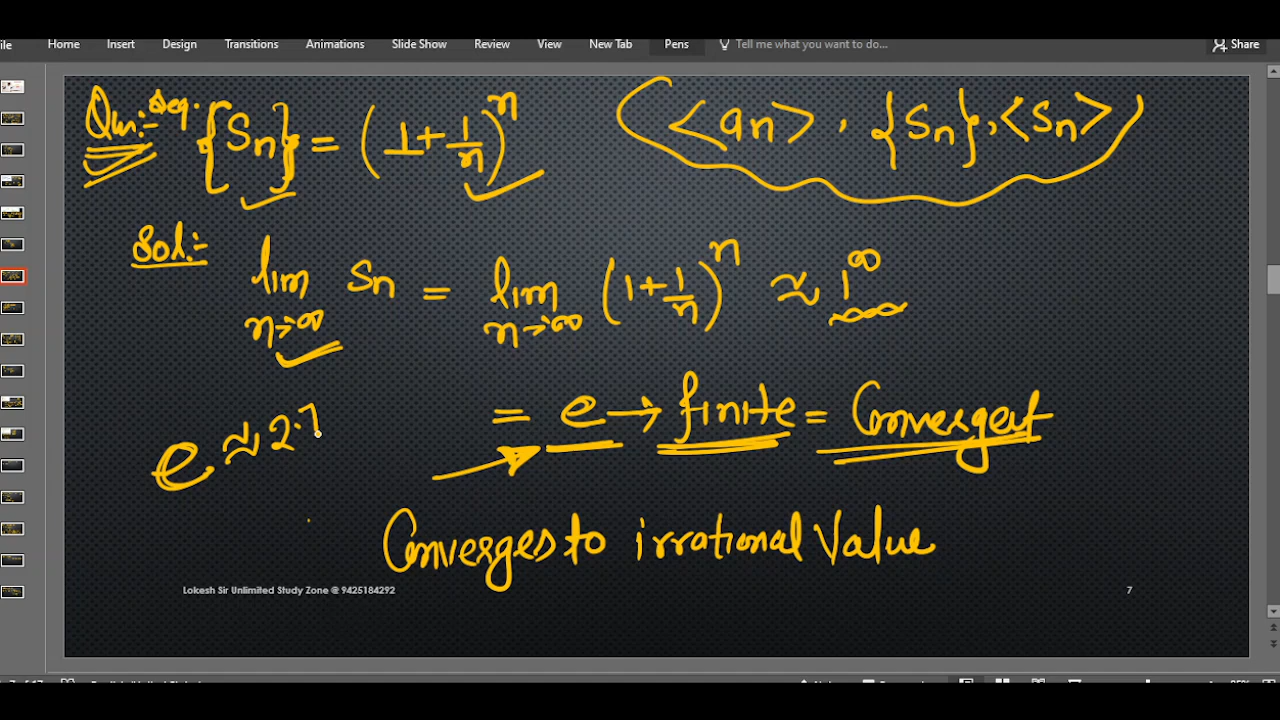 File Home Insert Design Transitions Animations Slide Show Review View New Tab Pens Tell me what you want to do... Share
Qn:- Seq. {Sn} = (1+1/n)^n <an>, {Sn}, <Sn>
Sol:-
lim n→∞ Sn = lim n→∞ (1+1/n)^n ≈ 1^∞
= e → finite = Convergent
e ≈ 2.7
Converges to irrational Value
Lokesh Sir Unlimited Study Zone @ 9425184292
7